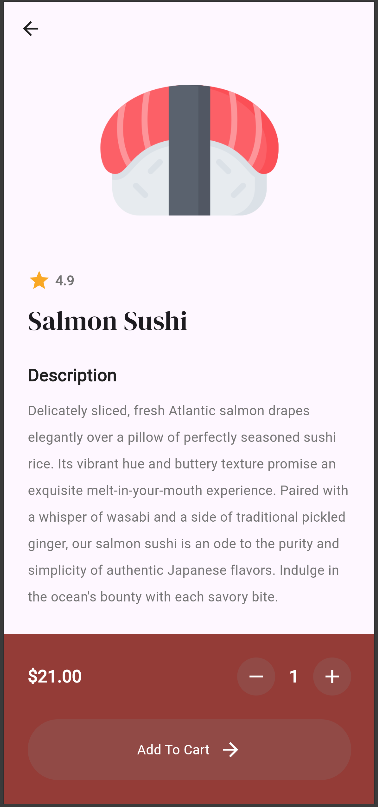 4.9
Salmon Sushi
Description
Delicately sliced, fresh Atlantic salmon drapes
elegantly over a pillow of perfectly seasoned sushi
rice. Its vibrant hue and buttery texture promise an
exquisite melt-in-your-mouth experience. Paired with
a whisper of wasabi and a side of traditional pickled
ginger, our salmon sushi is an ode to the purity and
simplicity of authentic Japanese flavors. Indulge in
the ocean's bounty with each savory bite.
$21.00 − 1 +
Add To Cart →